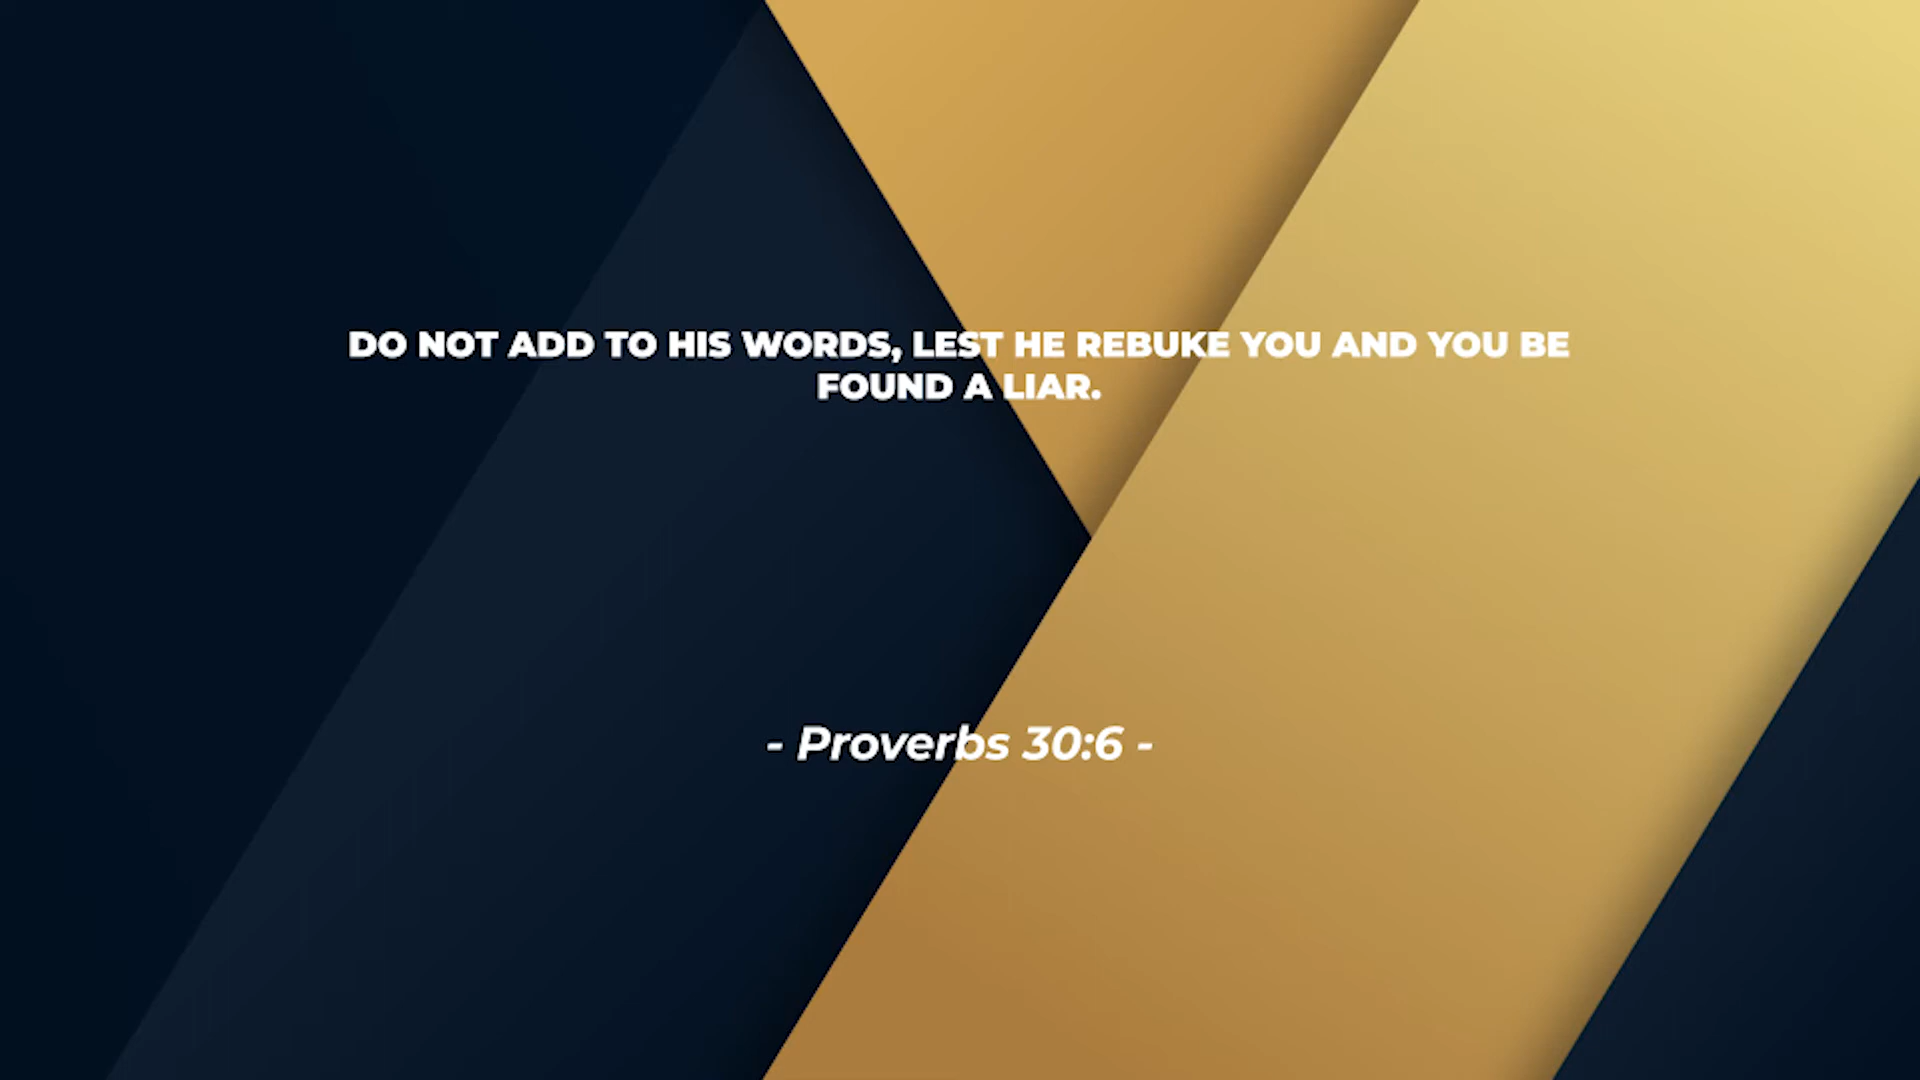 DO NOT ADD TO HIS WORDS, LEST HE REBUKE YOU AND YOU BE
FOUND A LIAR.
- Proverbs 30:6 -